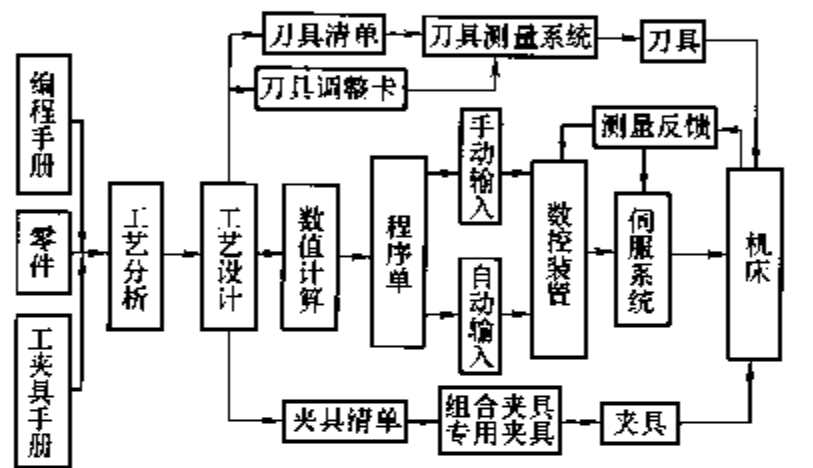 刀具清单
刀具测量系统
刀具
刀具调整卡
编程手册
手动输入
测量反馈
零件
工艺分析
工艺设计
数值计算
程序单
数控装置
伺服系统
机床
自动输入
工夹具手册
夹具清单
组合夹具
专用夹具
夹具